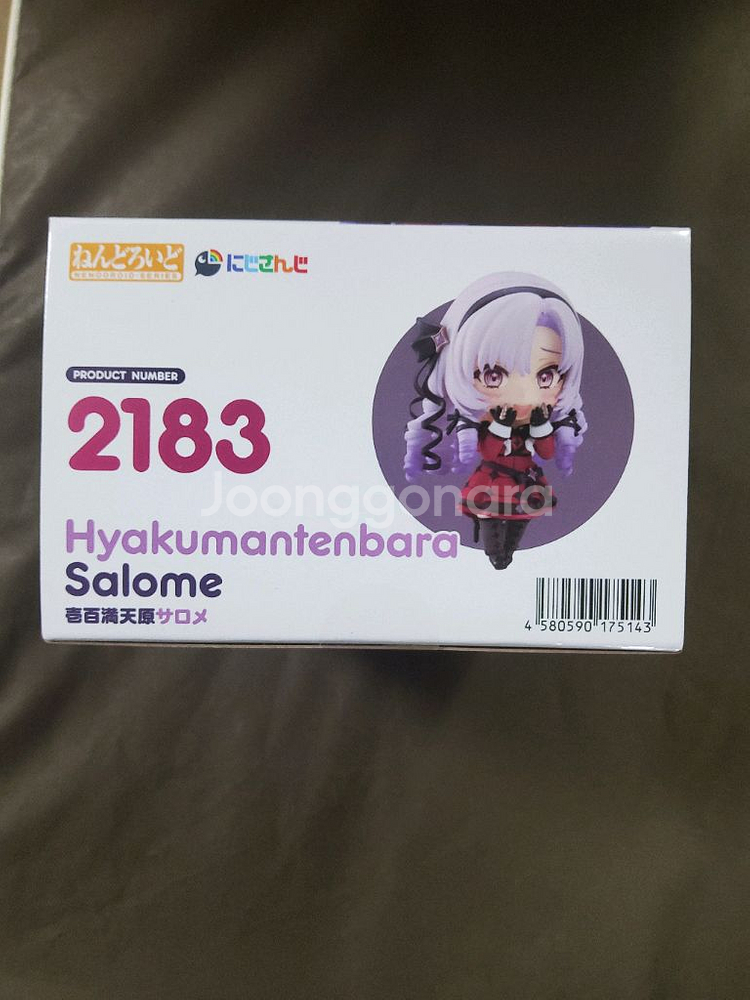 ねんどろいど
NENDOROID-SERIES
にじさんじ
PRODUCT NUMBER
2183
Joonggonara
Hyakumantenbara
Salome
壱百満天原サロメ
4 580590 175143